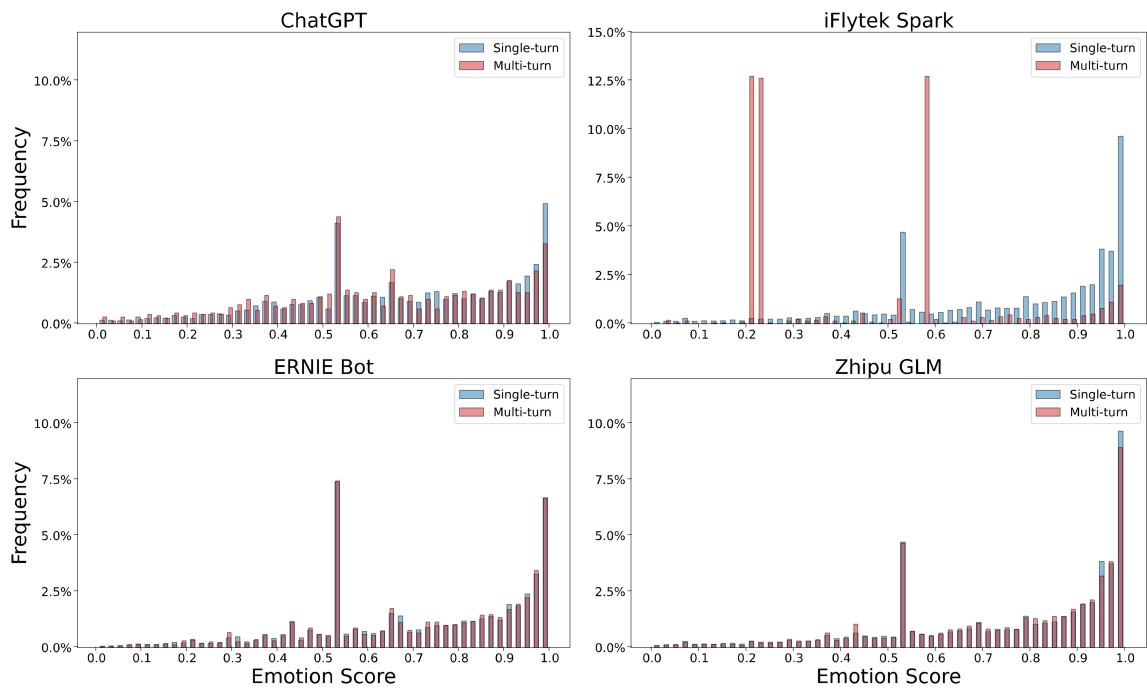 ChatGPT
Frequency
10.0%
7.5%
5.0%
2.5%
0.0%
0.0 0.1 0.2 0.3 0.4 0.5 0.6 0.7 0.8 0.9 1.0
Single-turn
Multi-turn
iFlytek Spark
15.0%
12.5%
10.0%
7.5%
5.0%
2.5%
0.0%
0.0 0.1 0.2 0.3 0.4 0.5 0.6 0.7 0.8 0.9 1.0
Single-turn
Multi-turn
ERNIE Bot
Frequency
10.0%
7.5%
5.0%
2.5%
0.0%
0.0 0.1 0.2 0.3 0.4 0.5 0.6 0.7 0.8 0.9 1.0
Emotion Score
Single-turn
Multi-turn
Zhipu GLM
10.0%
7.5%
5.0%
2.5%
0.0%
0.0 0.1 0.2 0.3 0.4 0.5 0.6 0.7 0.8 0.9 1.0
Emotion Score
Single-turn
Multi-turn